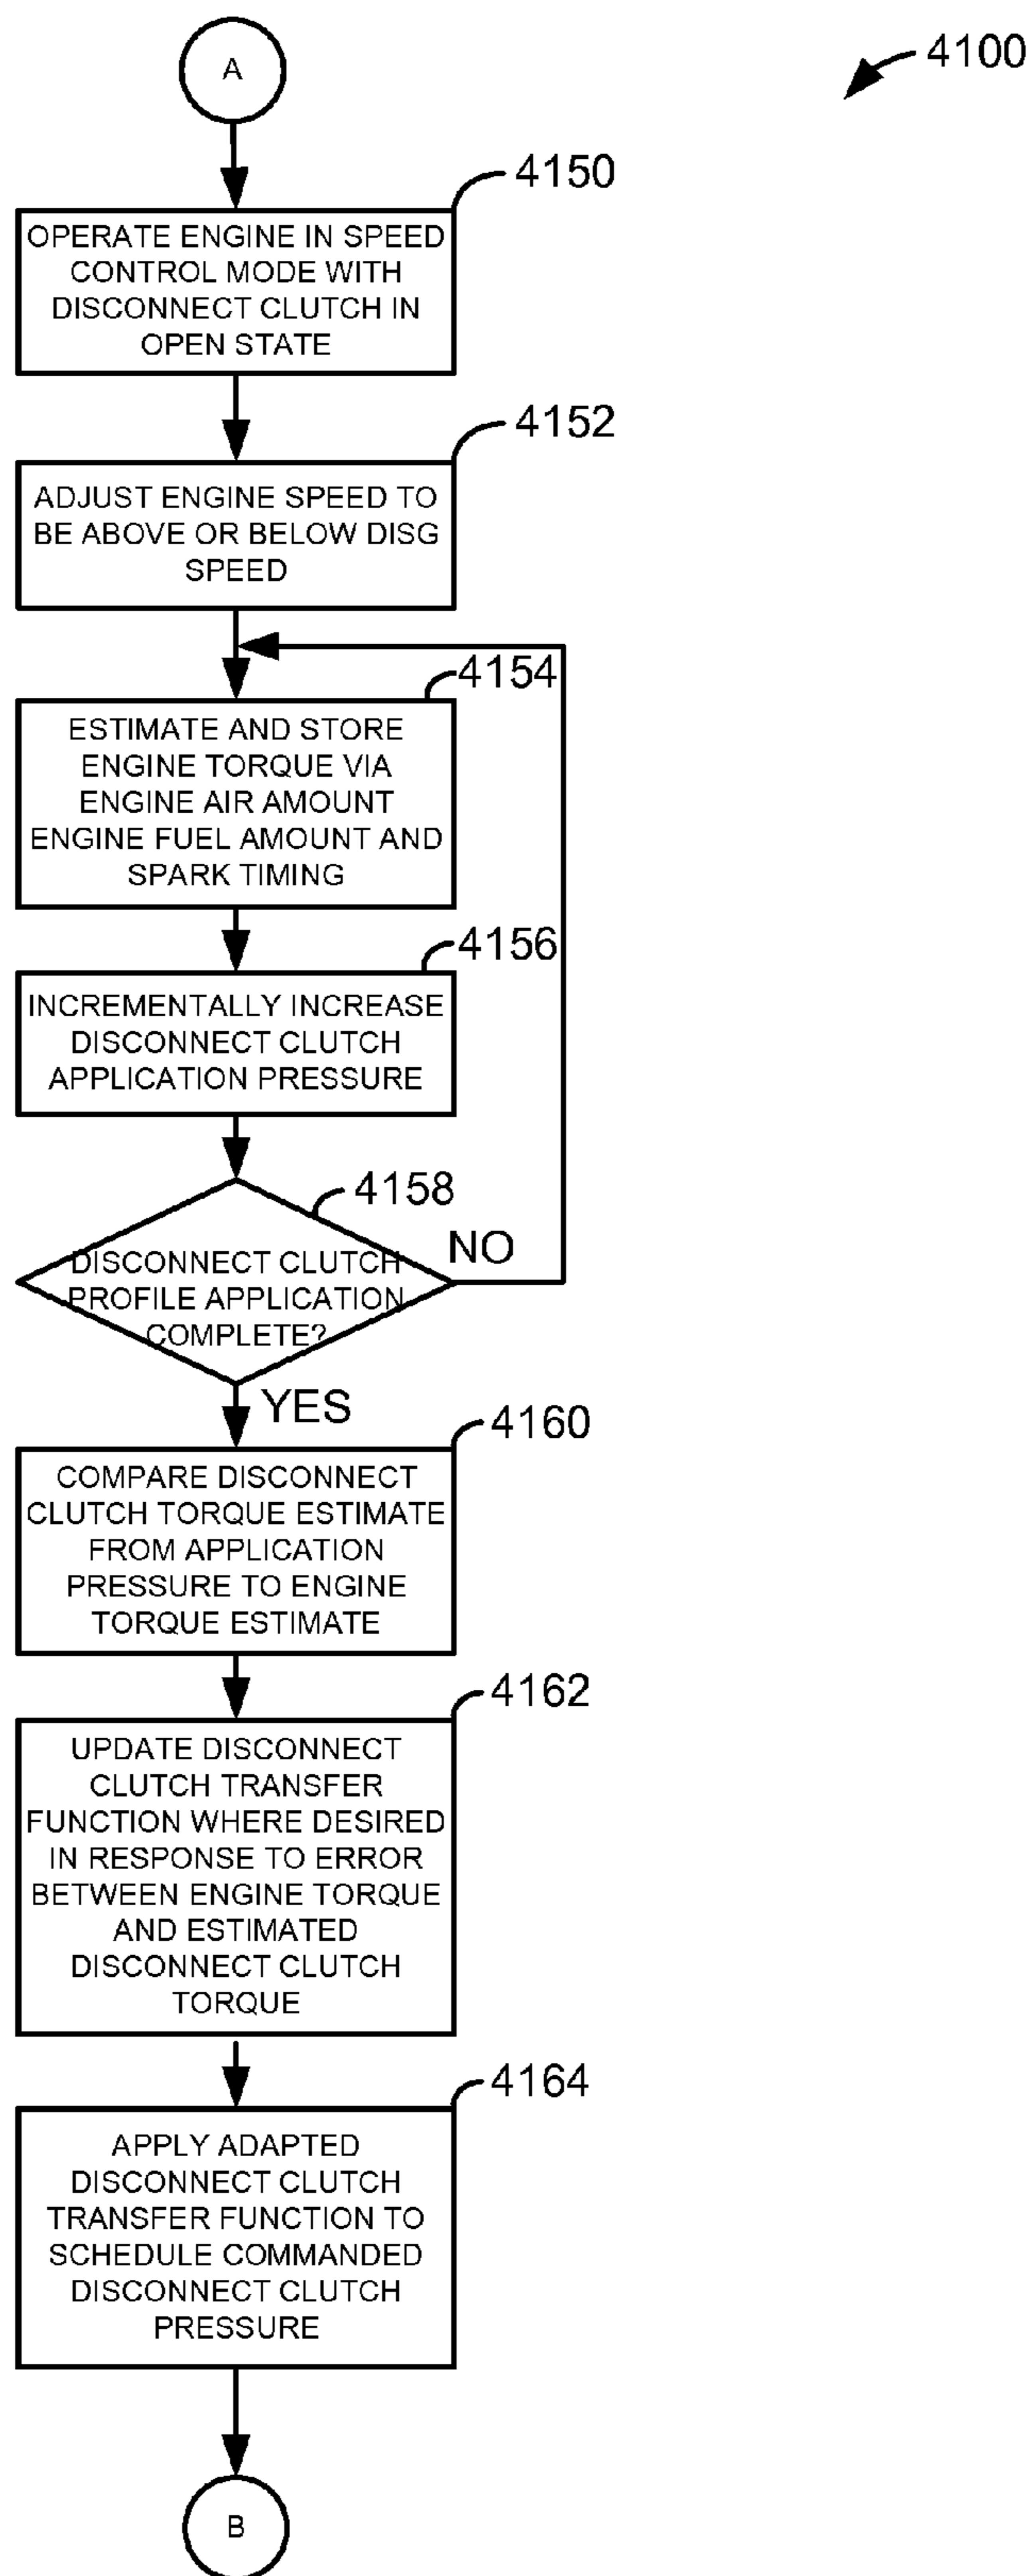 A
4100
4150
OPERATE ENGINE IN SPEED
CONTROL MODE WITH
DISCONNECT CLUTCH IN
OPEN STATE
4152
ADJUST ENGINE SPEED TO
BE ABOVE OR BELOW DISG
SPEED
4154
ESTIMATE AND STORE
ENGINE TORQUE VIA
ENGINE AIR AMOUNT
ENGINE FUEL AMOUNT AND
SPARK TIMING
4156
INCREMENTALLY INCREASE
DISCONNECT CLUTCH
APPLICATION PRESSURE
4158
NO
DISCONNECT CLUTCH
PROFILE APPLICATION
COMPLETE?
YES
4160
COMPARE DISCONNECT
CLUTCH TORQUE ESTIMATE
FROM APPLICATION
PRESSURE TO ENGINE
TORQUE ESTIMATE
4162
UPDATE DISCONNECT
CLUTCH TRANSFER
FUNCTION WHERE DESIRED
IN RESPONSE TO ERROR
BETWEEN ENGINE TORQUE
AND ESTIMATED
DISCONNECT CLUTCH
TORQUE
4164
APPLY ADAPTED
DISCONNECT CLUTCH
TRANSFER FUNCTION TO
SCHEDULE COMMANDED
DISCONNECT CLUTCH
PRESSURE
B